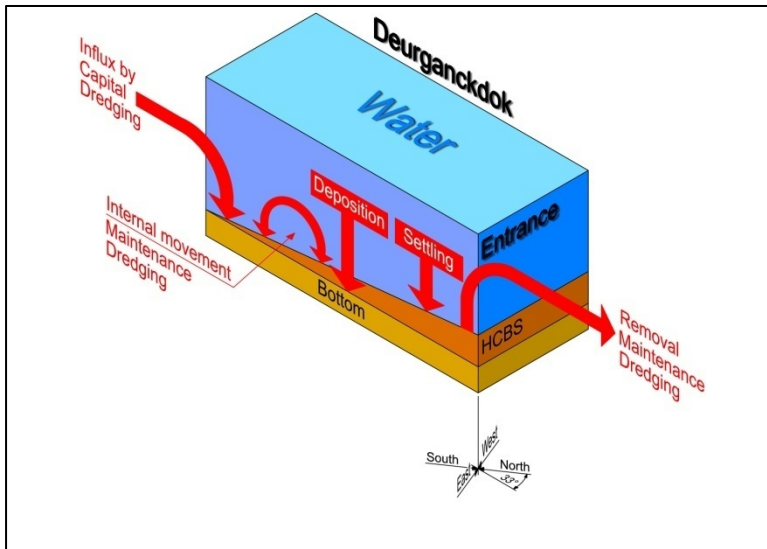 Deurganckdok
Influx by
Capital
Dredging
Water
Deposition
Settling
Entrance
Internal movement
Maintenance
Dredging
Bottom
HCBS
Removal
Maintenance
Dredging
South
West
North
East
33°